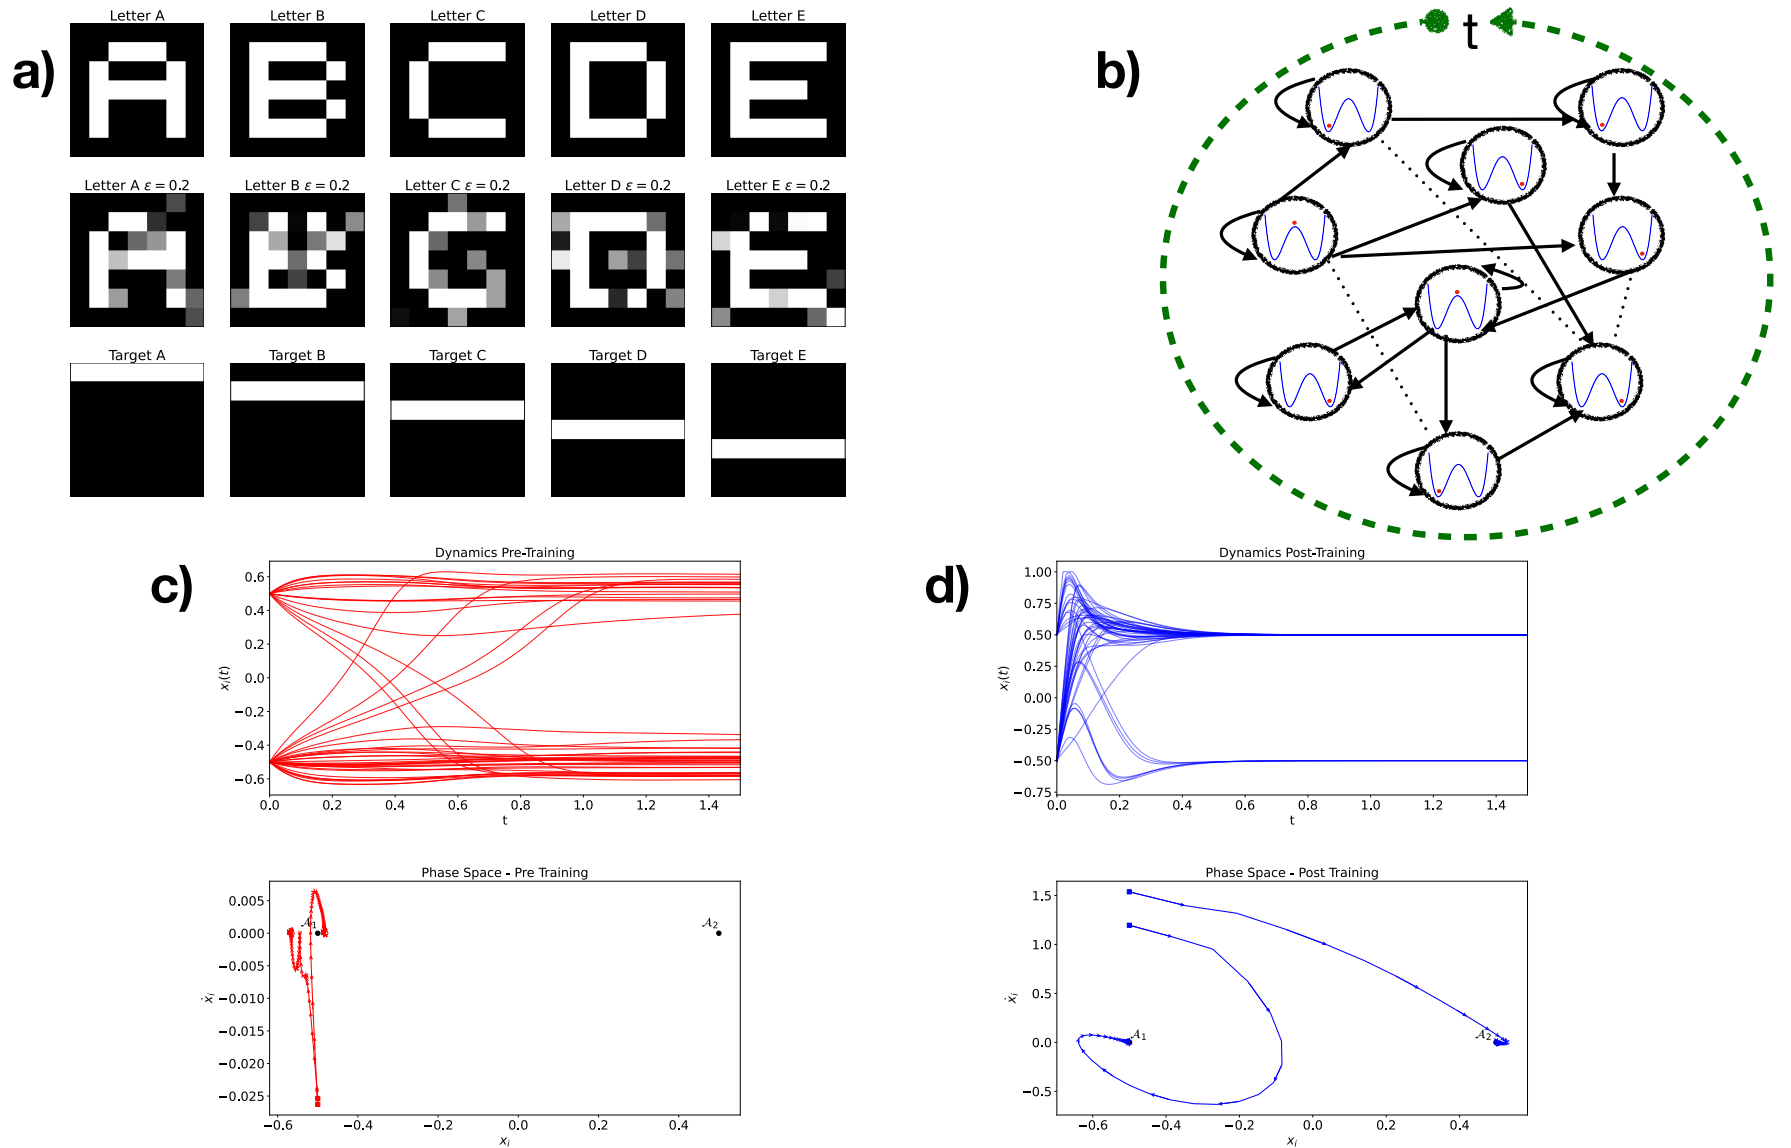 a)
Letter A
Letter B
Letter C
Letter D
Letter E
Letter A ε = 0.2
Letter B ε = 0.2
Letter C ε = 0.2
Letter D ε = 0.2
Letter E ε = 0.2
Target A
Target B
Target C
Target D
Target E
b)
t
c)
Dynamics Pre-Training
0.6
0.4
0.2
0.0
−0.2
−0.4
−0.6
x_i(t)
0.0 0.2 0.4 0.6 0.8 1.0 1.2 1.4
t
Phase Space - Pre Training
0.005
0.000
−0.005
−0.010
−0.015
−0.020
−0.025
ẋ_i
𝒜_1
𝒜_2
−0.6 −0.4 −0.2 0.0 0.2 0.4
x_i
d)
Dynamics Post-Training
1.00
0.75
0.50
0.25
0.00
−0.25
−0.50
−0.75
x_i(t)
0.0 0.2 0.4 0.6 0.8 1.0 1.2 1.4
t
Phase Space - Post Training
1.5
1.0
0.5
0.0
−0.5
ẋ_i
𝒜_1
𝒜_2
−0.6 −0.4 −0.2 0.0 0.2 0.4
x_i